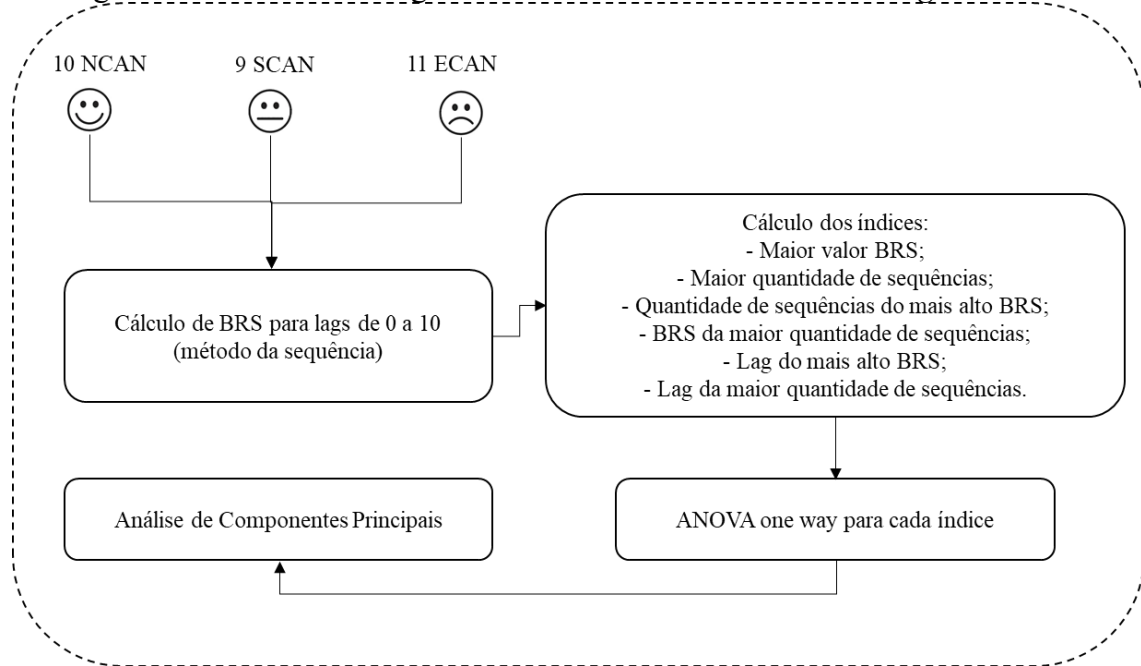 10 NCAN
9 SCAN
11 ECAN
Cálculo de BRS para lags de 0 a 10
(método da sequência)
Cálculo dos índices:
- Maior valor BRS;
- Maior quantidade de sequências;
- Quantidade de sequências do mais alto BRS;
- BRS da maior quantidade de sequências;
- Lag do mais alto BRS;
- Lag da maior quantidade de sequências.
ANOVA one way para cada índice
Análise de Componentes Principais